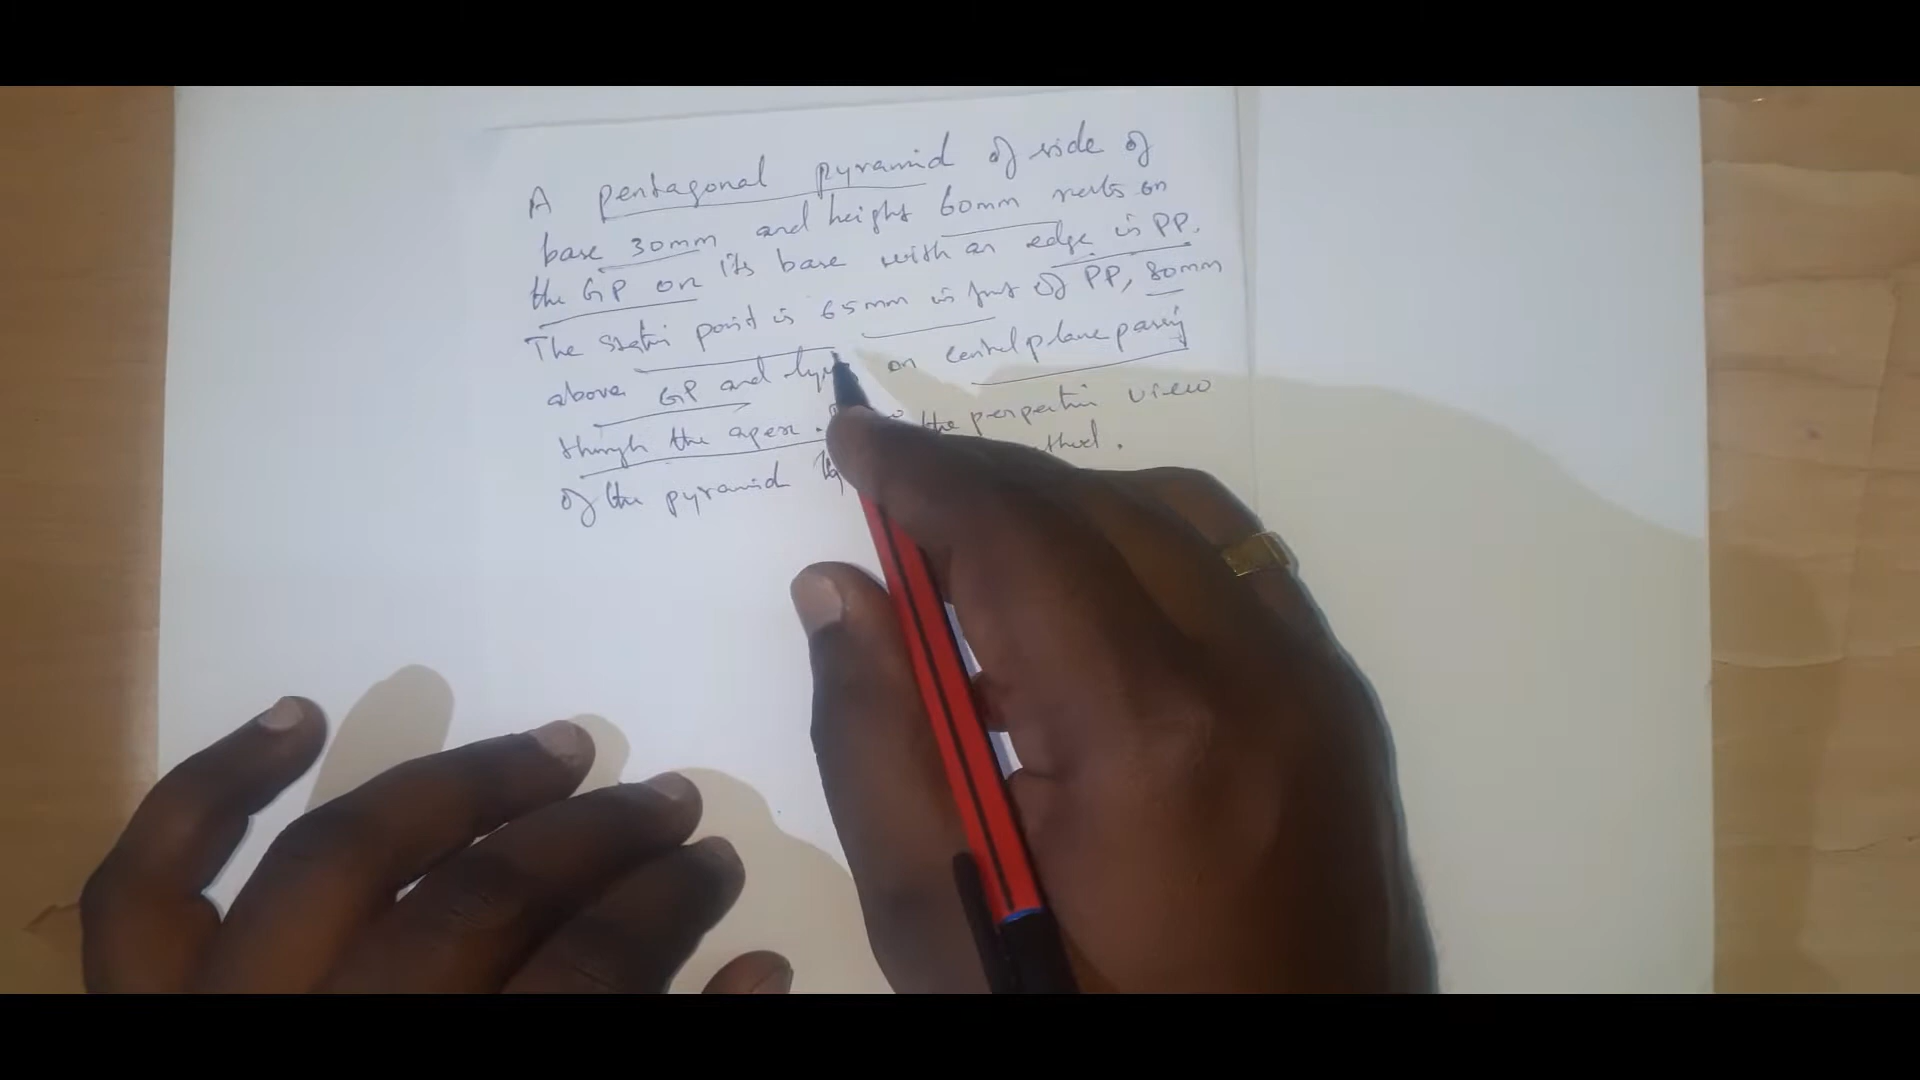 A pentagonal pyramid of side of
base 30mm and height 60mm rests on
the GP on its base with an edge is PP.
The station point is 65mm in front of PP, 80mm
above GP and on central plane passing
through the apex. the perspective view
of the pyramid